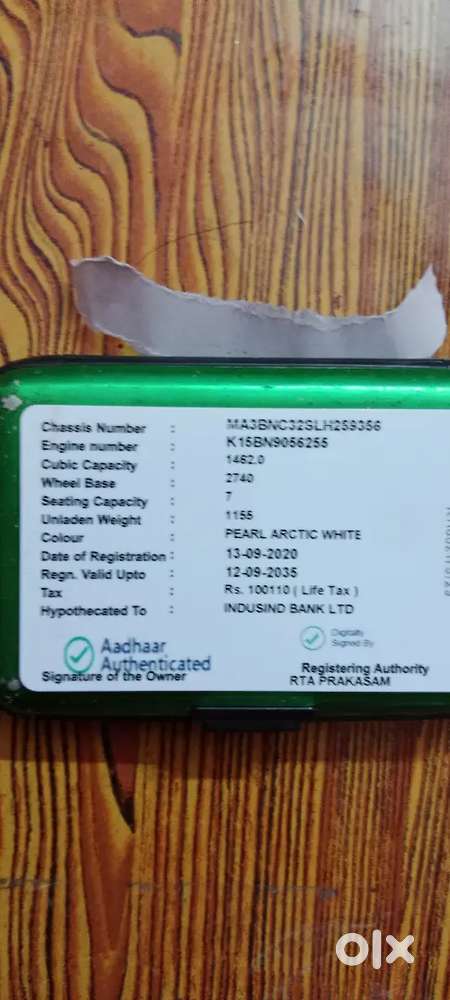 Chassis Number : MA3BNC32SLH259356
Engine number : K15BN9056255
Cubic Capacity : 1462.0
Wheel Base : 2740
Seating Capacity : 7
Unladen Weight : 1155
Colour : PEARL ARCTIC WHITE
Date of Registration : 13-09-2020
Regn. Valid Upto : 12-09-2035
Tax : Rs. 100110 ( Life Tax )
Hypothecated To : INDUSIND BANK LTD
Aadhaar
Authenticated
Signature of the Owner
Digitally
Signed By
Registering Authority
RTA PRAKASAM
olx